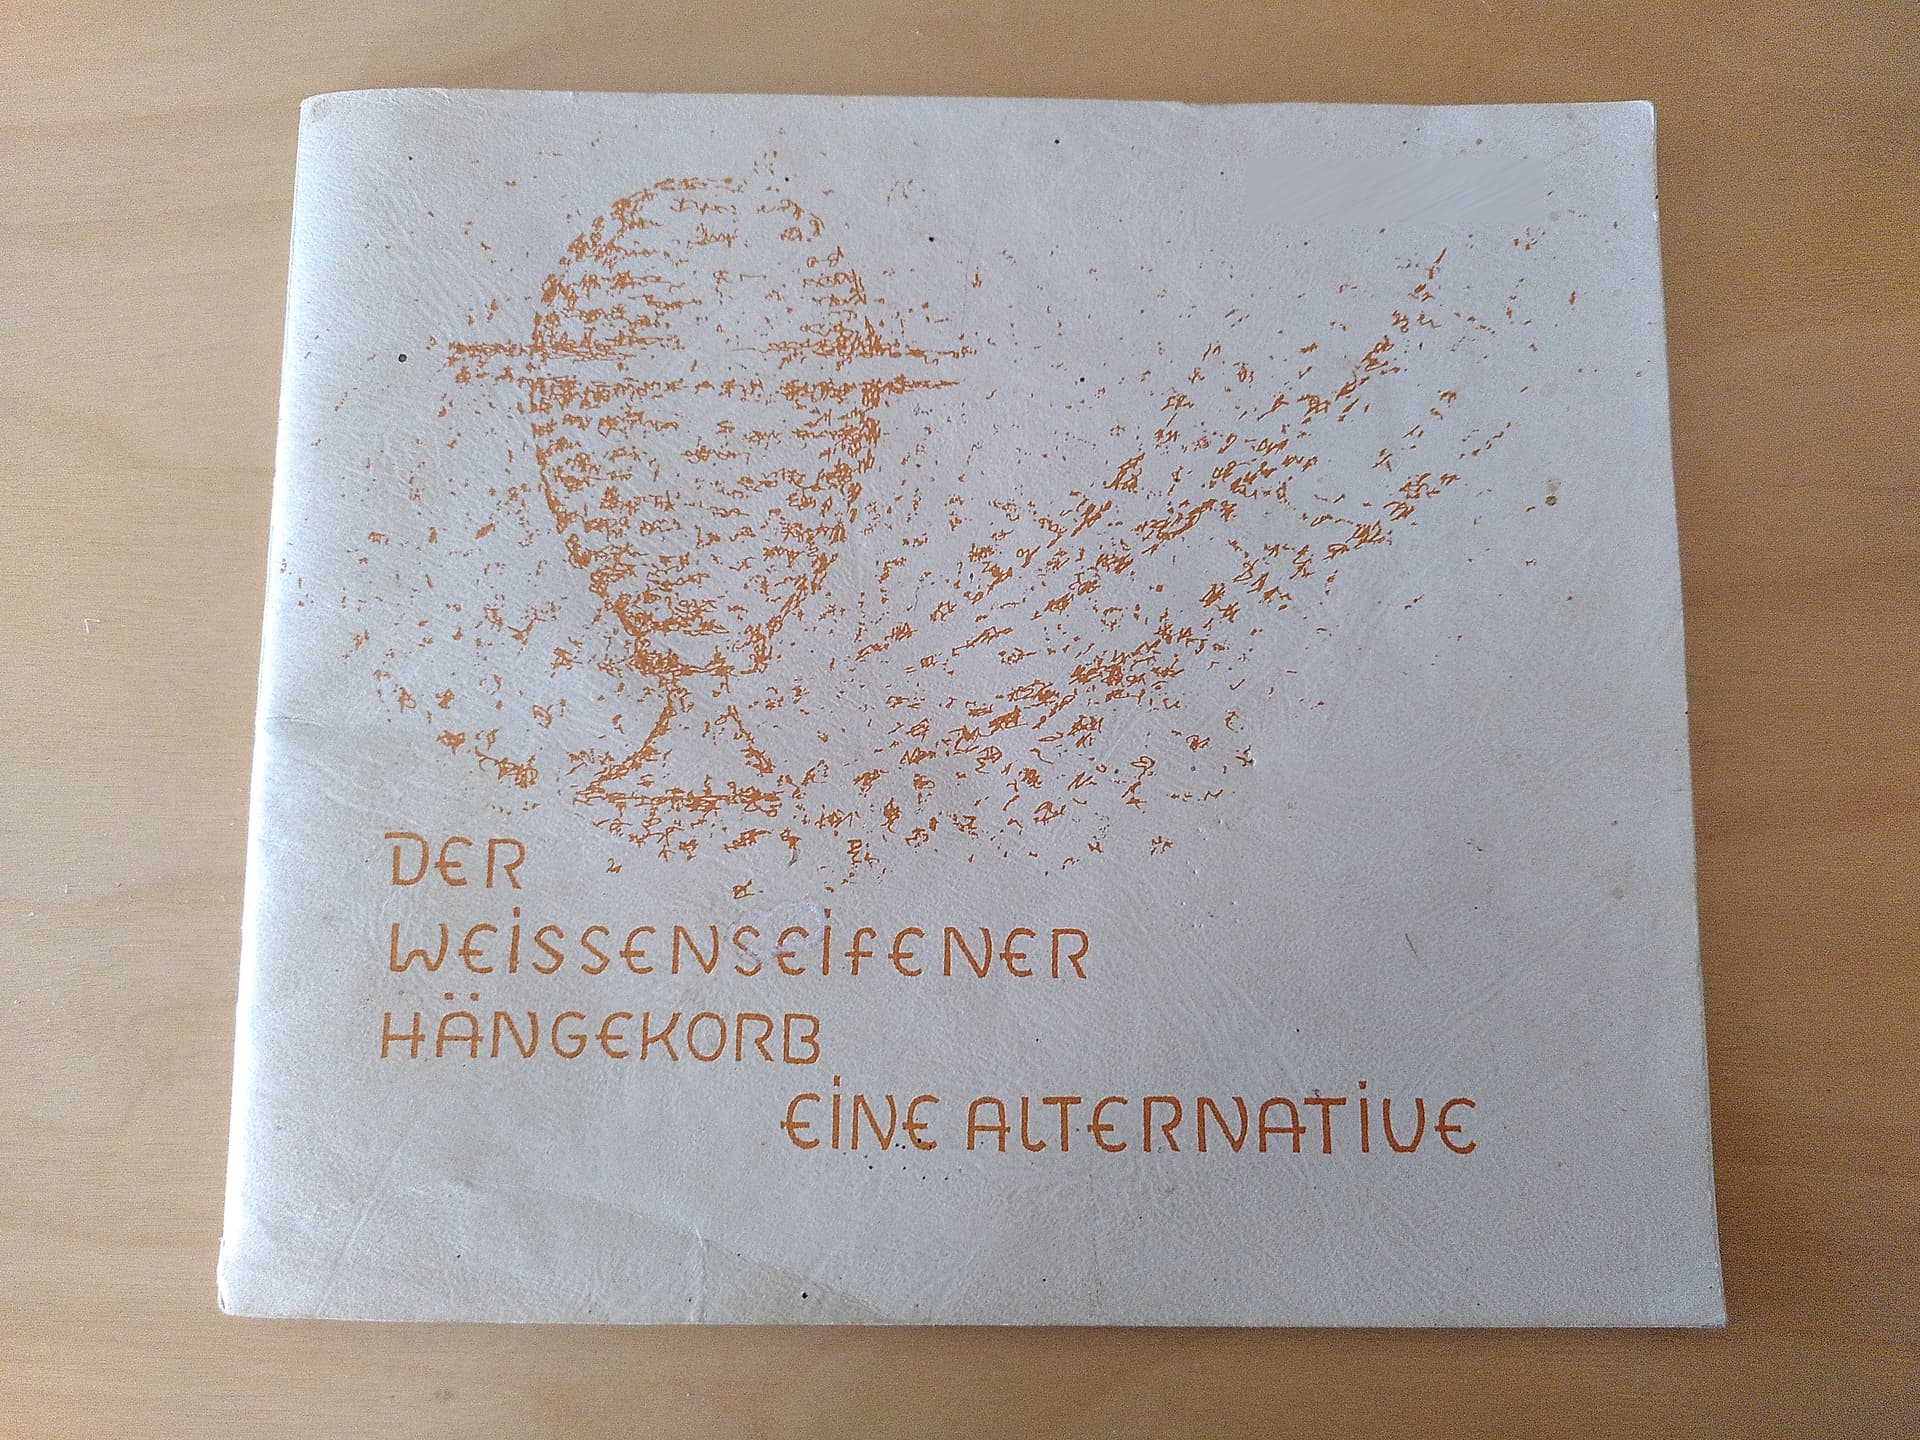 DER
WEISSENSEIFENER
HÄNGEKORB
EINE ALTERNATIVE